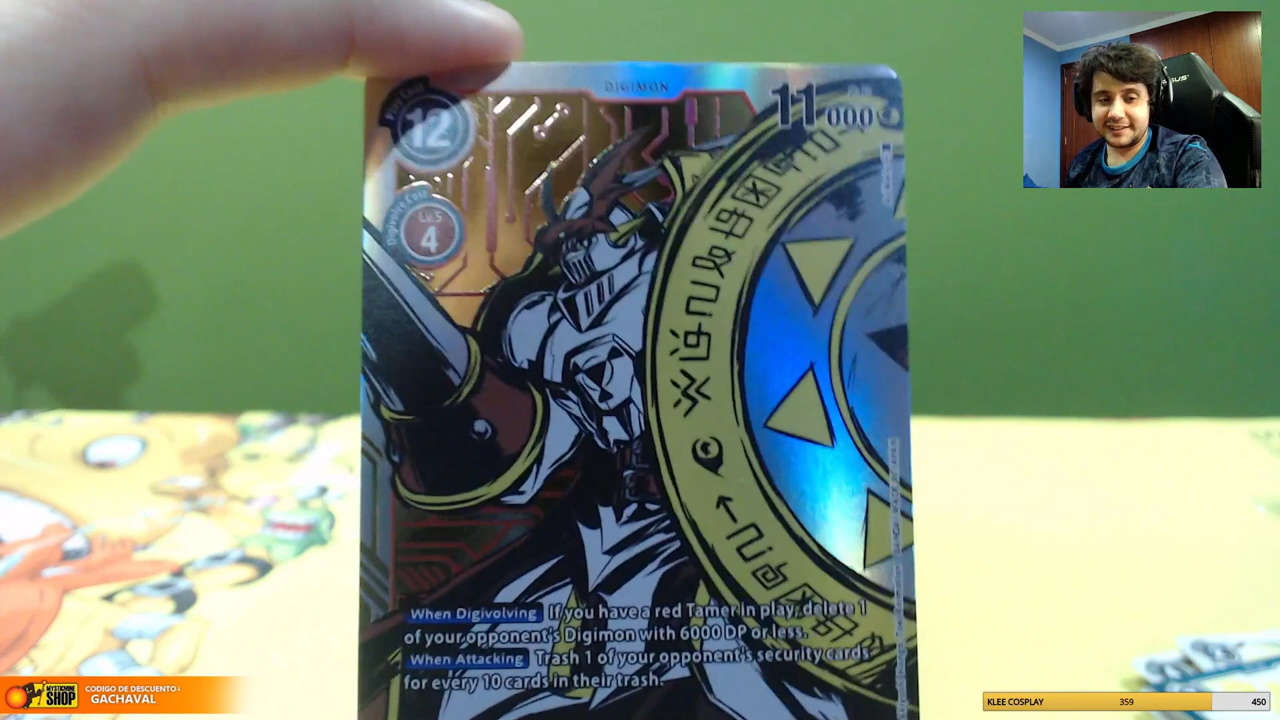 DIGIMON
Play Cost
12
11000
Digivolve Cost
Lv.5
4
When Digivolving If you have a red Tamer in play, delete 1
of your opponent's Digimon with 6000 DP or less.
When Attacking Trash 1 of your opponent's security cards
for every 10 cards in their trash.
MYSTICMINE
SHOP
CODIGO DE DESCUENTO:
GACHAVAL
KLEE COSPLAY 359 450